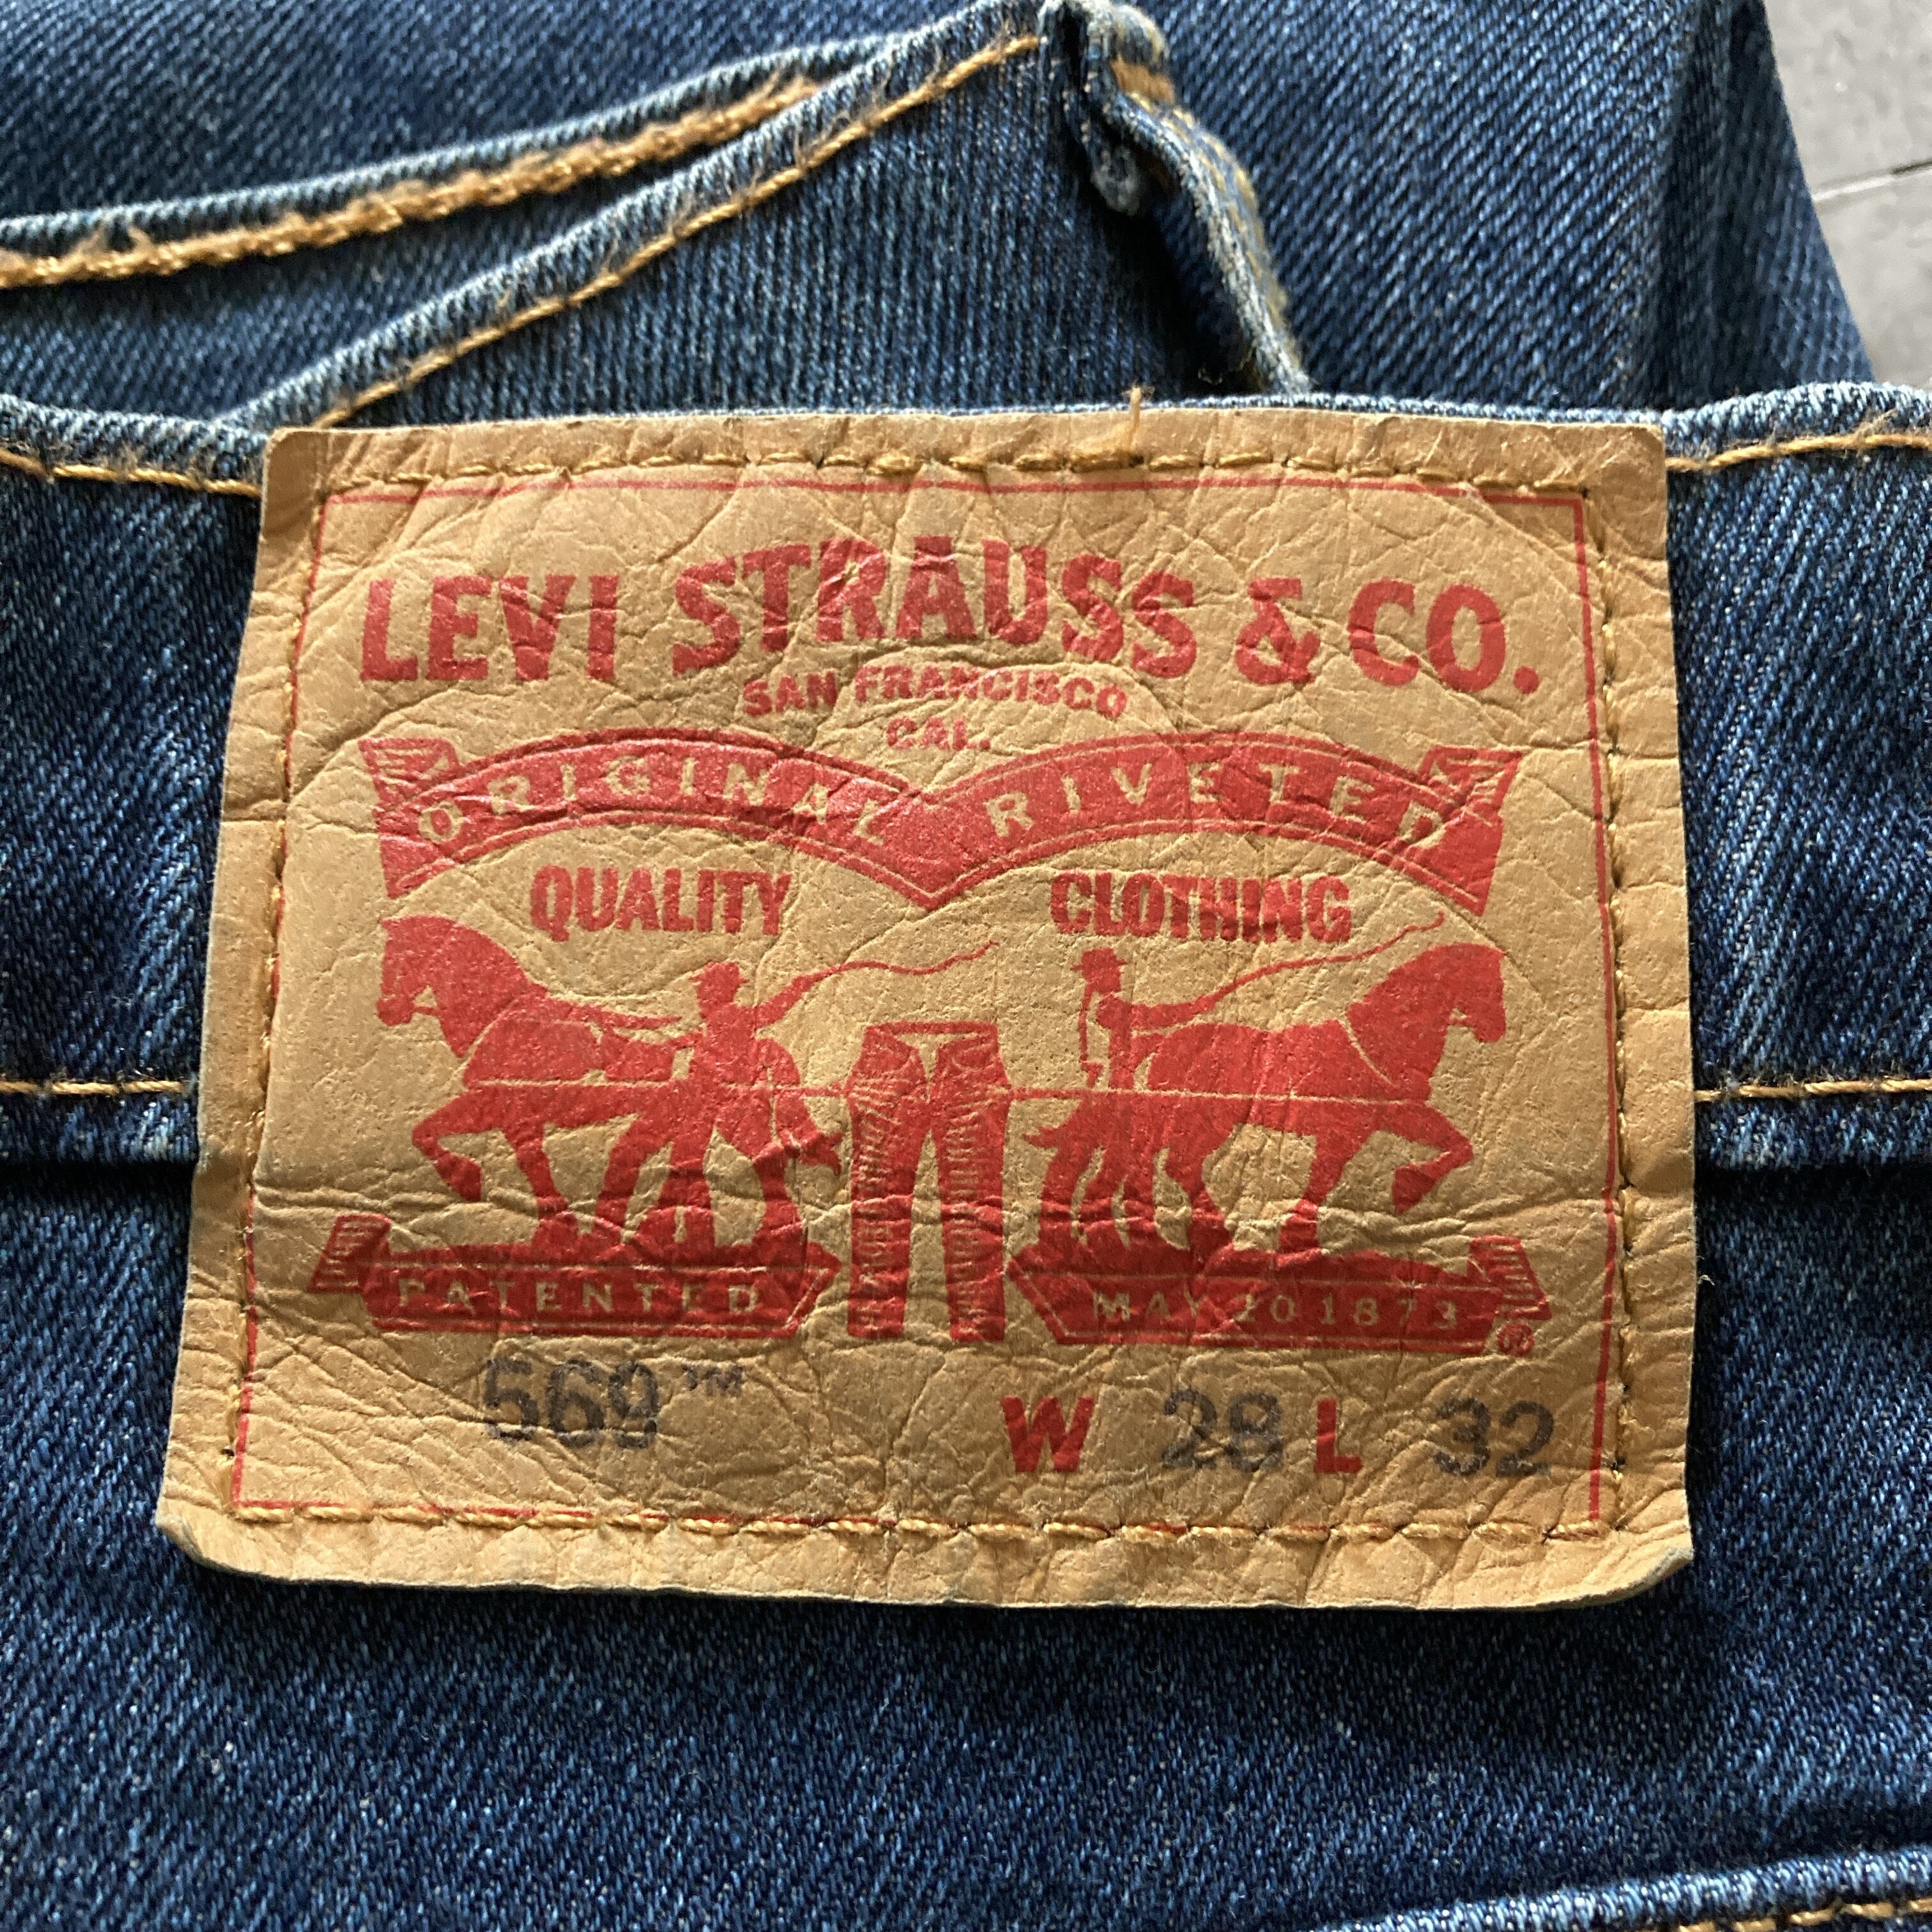 LEVI STRAUSS & CO.
SAN FRANCISCO
CAL.
ORIGINAL RIVETED
QUALITY CLOTHING
PATENTED MAY 20 1873 ®
569™ W 28 L 32